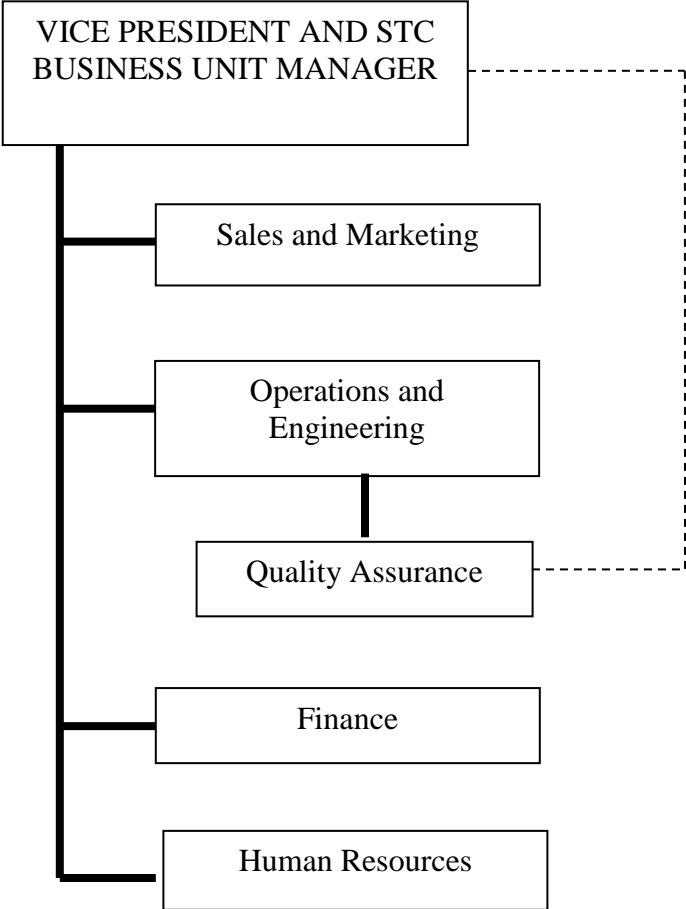 VICE PRESIDENT AND STC
BUSINESS UNIT MANAGER
Sales and Marketing
Operations and
Engineering
Quality Assurance
Finance
Human Resources